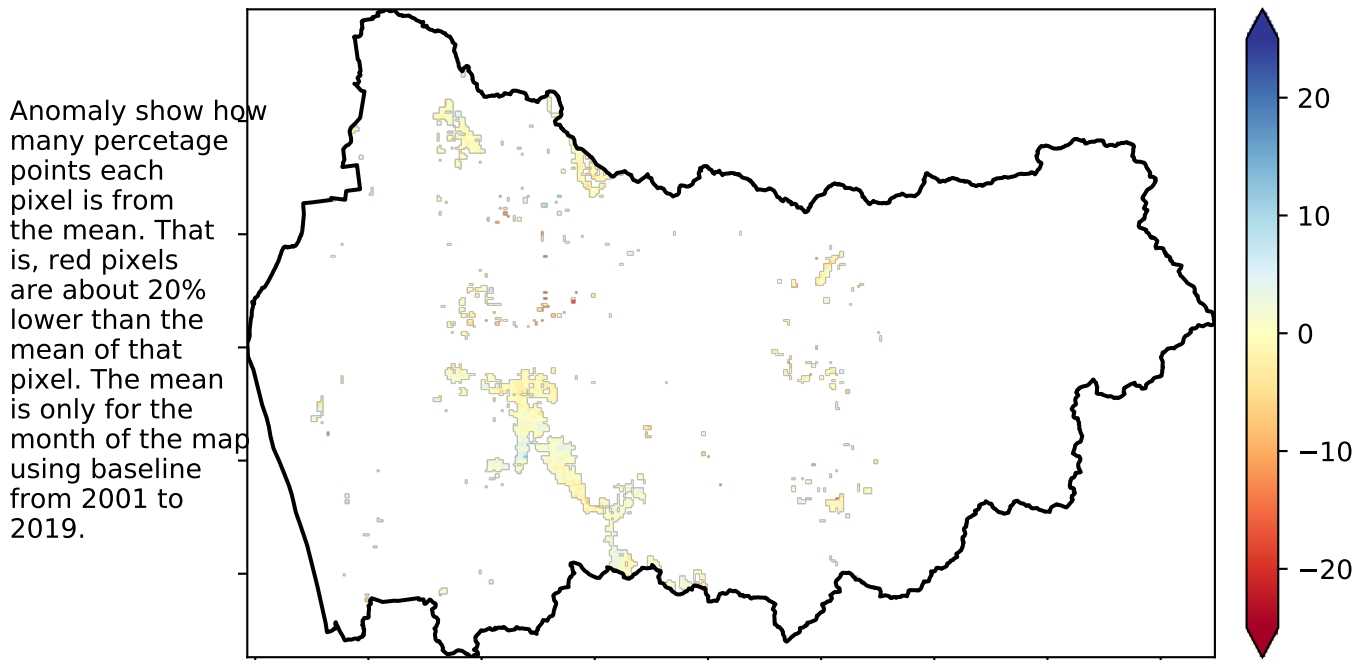 Anomaly show how
many percetage
points each
pixel is from
the mean. That
is, red pixels
are about 20%
lower than the
mean of that
pixel. The mean
is only for the
month of the map
using baseline
from 2001 to
2019.
20
10
0
−10
−20